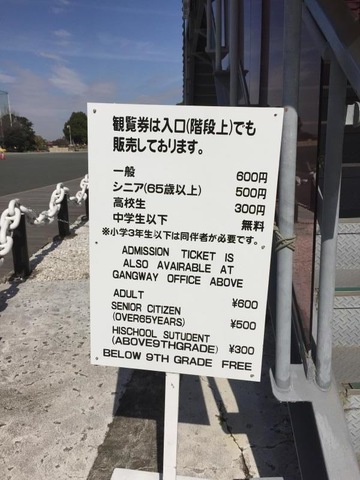 観覧券は入口(階段上)でも
販売しております。
一般 600円
シニア(65歳以上) 500円
高校生 300円
中学生以下 無料
※小学3年生以下は同伴者が必要です。
ADMISSION TICKET IS
ALSO AVAIRABLE AT
GANGWAY OFFICE ABOVE
ADULT ¥600
SENIOR CITIZEN
(OVER65YEARS) ¥500
HISCHOOL SUTUDENT
(ABOVE9THGRADE) ¥300
BELOW 9TH GRADE FREE